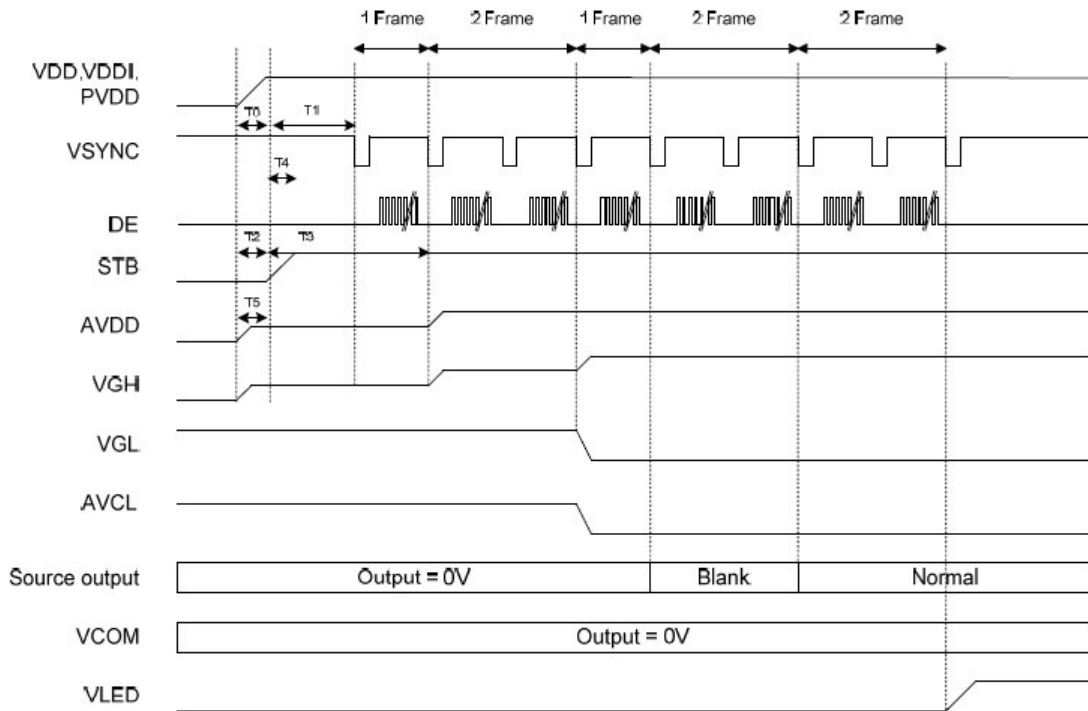 1 Frame 2 Frame 1 Frame 2 Frame 2 Frame
VDD,VDDI,
PVDD
T0 T1
VSYNC
T4
DE
T2 T3
STB
T5
AVDD
VGH
VGL
AVCL
Source output Output = 0V Blank Normal
VCOM Output = 0V
VLED